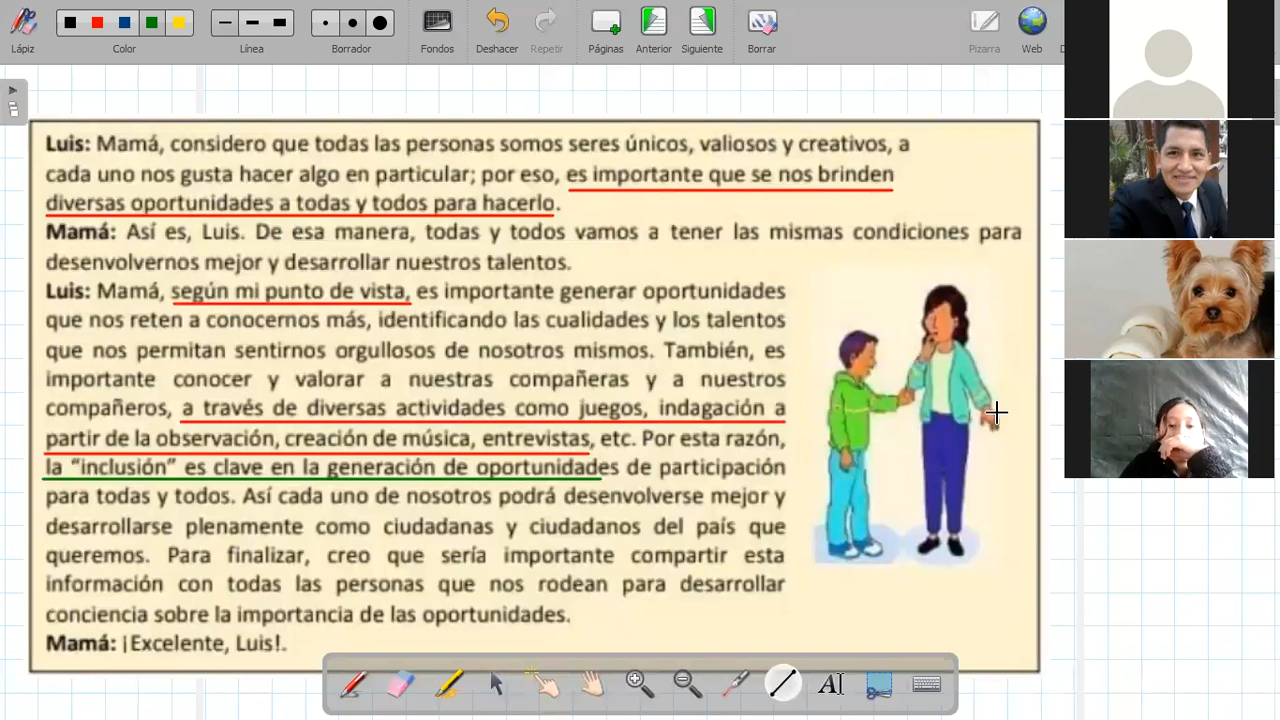 Lápiz
Color
Línea
Borrador
Fondos
Deshacer
Repetir
Páginas
Anterior
Siguiente
Borrar
Pizarra
Web
Luis: Mamá, considero que todas las personas somos seres únicos, valiosos y creativos, a
cada uno nos gusta hacer algo en particular; por eso, es importante que se nos brinden
diversas oportunidades a todas y todos para hacerlo.
Mamá: Así es, Luis. De esa manera, todas y todos vamos a tener las mismas condiciones para
desenvolvernos mejor y desarrollar nuestros talentos.
Luis: Mamá, según mi punto de vista, es importante generar oportunidades
que nos reten a conocernos más, identificando las cualidades y los talentos
que nos permitan sentirnos orgullosos de nosotros mismos. También, es
importante conocer y valorar a nuestras compañeras y a nuestros
compañeros, a través de diversas actividades como juegos, indagación a
partir de la observación, creación de música, entrevistas, etc. Por esta razón,
la “inclusión” es clave en la generación de oportunidades de participación
para todas y todos. Así cada uno de nosotros podrá desenvolverse mejor y
desarrollarse plenamente como ciudadanas y ciudadanos del país que
queremos. Para finalizar, creo que sería importante compartir esta
información con todas las personas que nos rodean para desarrollar
conciencia sobre la importancia de las oportunidades.
Mamá: ¡Excelente, Luis!.
AI